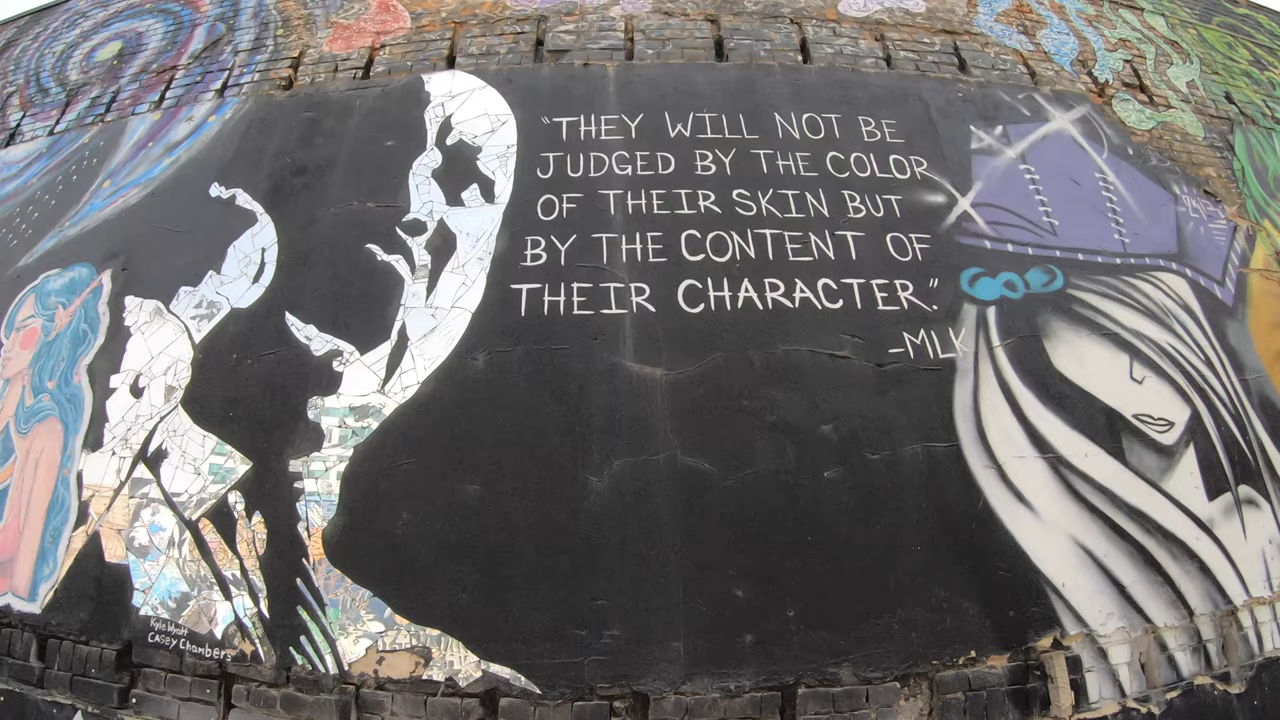 "THEY WILL NOT BE
JUDGED BY THE COLOR
OF THEIR SKIN BUT
BY THE CONTENT OF
THEIR CHARACTER."
-MLK
Kyle Wyatt
CASEY Chambers